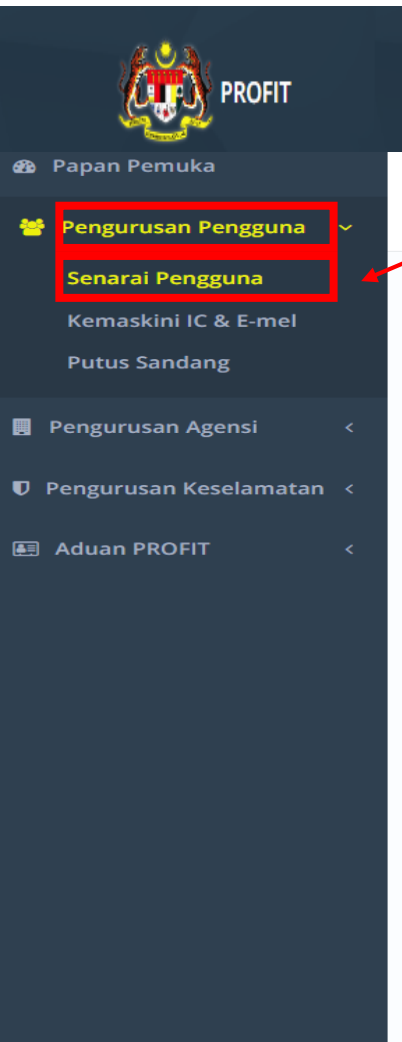 PROFIT
Papan Pemuka
Pengurusan Pengguna
Senarai Pengguna
Kemaskini IC & E-mel
Putus Sandang
Pengurusan Agensi
Pengurusan Keselamatan
Aduan PROFIT